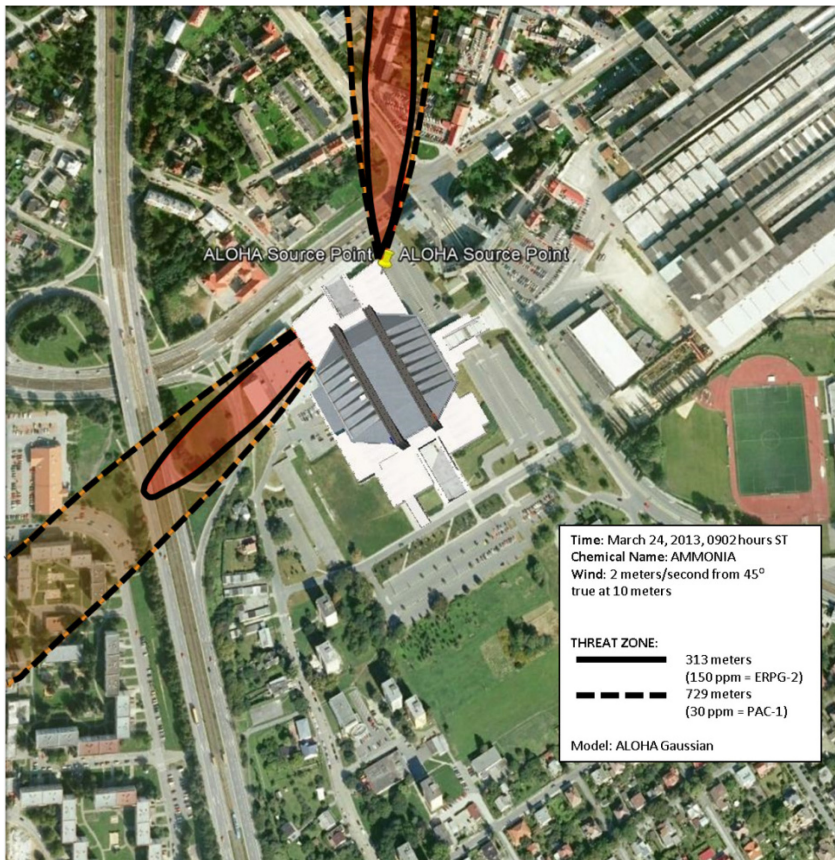 ALOHA Source Point ALOHA Source Point
Time: March 24, 2013, 0902 hours ST
Chemical Name: AMMONIA
Wind: 2 meters/second from 45°
true at 10 meters
THREAT ZONE:
313 meters
(150 ppm = ERPG-2)
729 meters
(30 ppm = PAC-1)
Model: ALOHA Gaussian